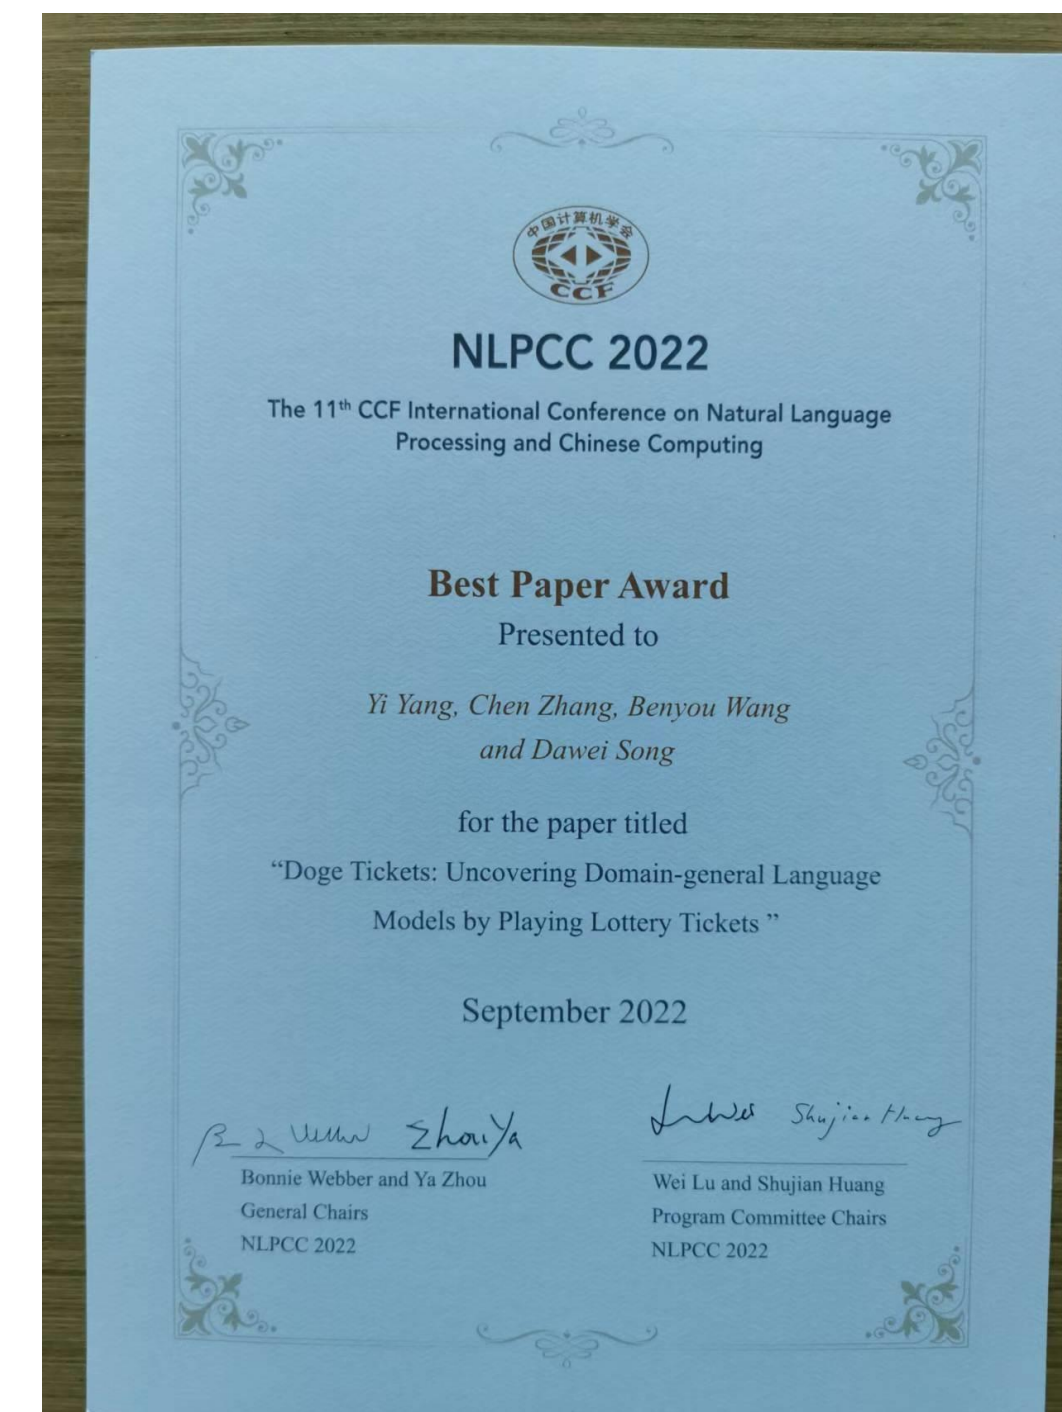 中国计算机学会
CCF
NLPCC 2022
The 11th CCF International Conference on Natural Language
Processing and Chinese Computing
Best Paper Award
Presented to
Yi Yang, Chen Zhang, Benyou Wang
and Dawei Song
for the paper titled
“Doge Tickets: Uncovering Domain-general Language
Models by Playing Lottery Tickets ”
September 2022
Zhou Ya
Lu Wei Shujian Huang
Bonnie Webber and Ya Zhou
General Chairs
NLPCC 2022
Wei Lu and Shujian Huang
Program Committee Chairs
NLPCC 2022